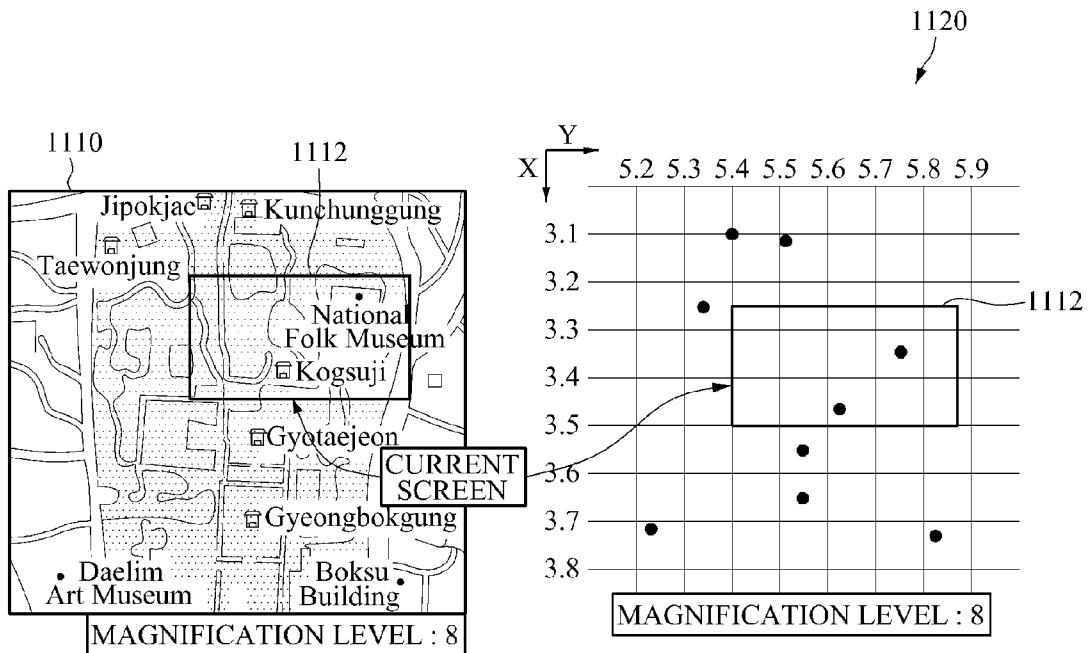 1120
1110
1112
Y
X
5.2 5.3 5.4 5.5 5.6 5.7 5.8 5.9
Jipokjae
Kunchunggung
Taewonjung
3.1
3.2
3.3
3.4
3.5
3.6
3.7
3.8
1112
National
Folk Museum
Kogsuji
Gyotaejeon
CURRENT
SCREEN
Gyeongbokgung
Daelim
Art Museum
Boksu
Building
MAGNIFICATION LEVEL : 8
MAGNIFICATION LEVEL : 8